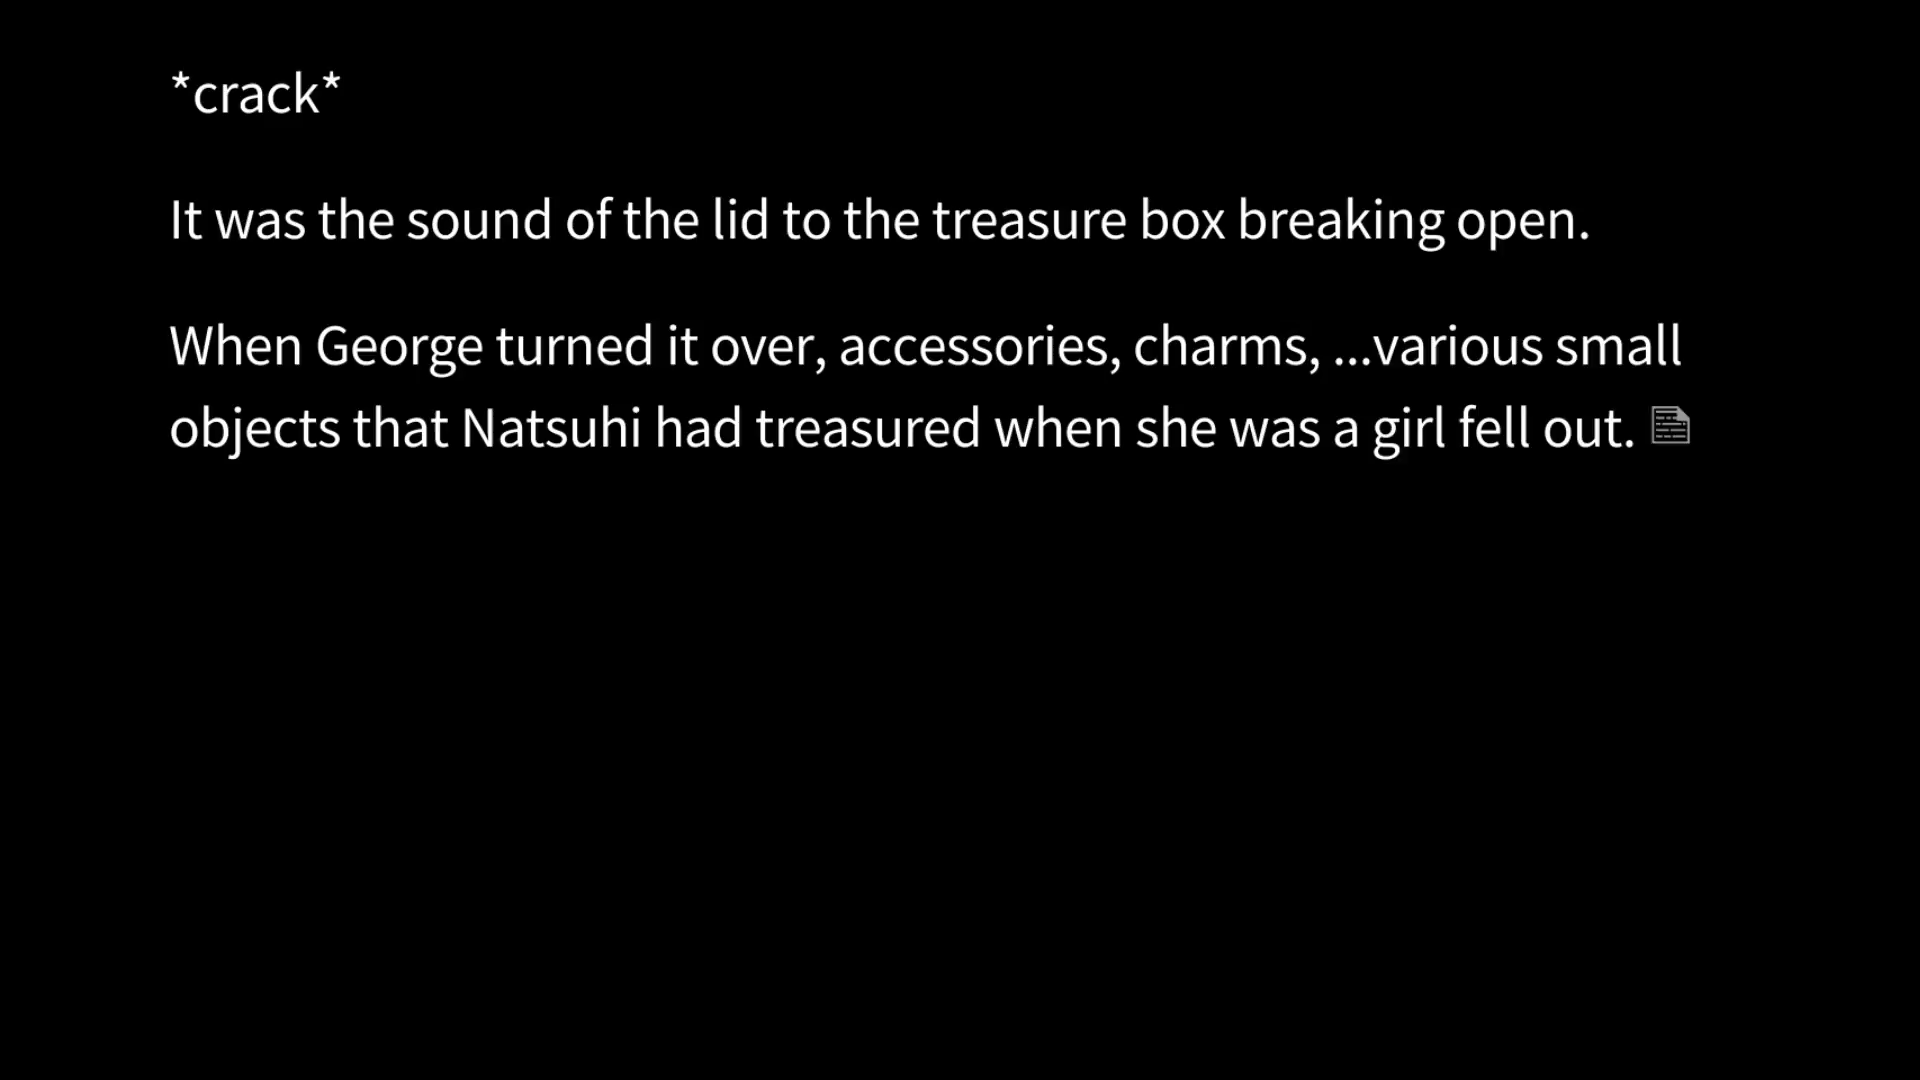 *crack*
It was the sound of the lid to the treasure box breaking open.
When George turned it over, accessories, charms, ...various small
objects that Natsuhi had treasured when she was a girl fell out.